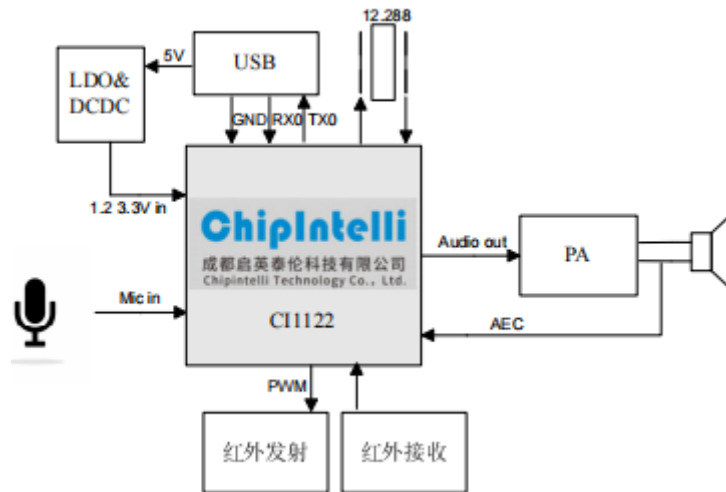 12.288
5V
USB
LDO&
DCDC
GND RX0 TX0
1.2 3.3V in
ChipIntelli
成都启英泰伦科技有限公司
Chipintelli Technology Co., Ltd.
Audio out
PA
Mic in
AEC
CI1122
PWM
红外发射
红外接收